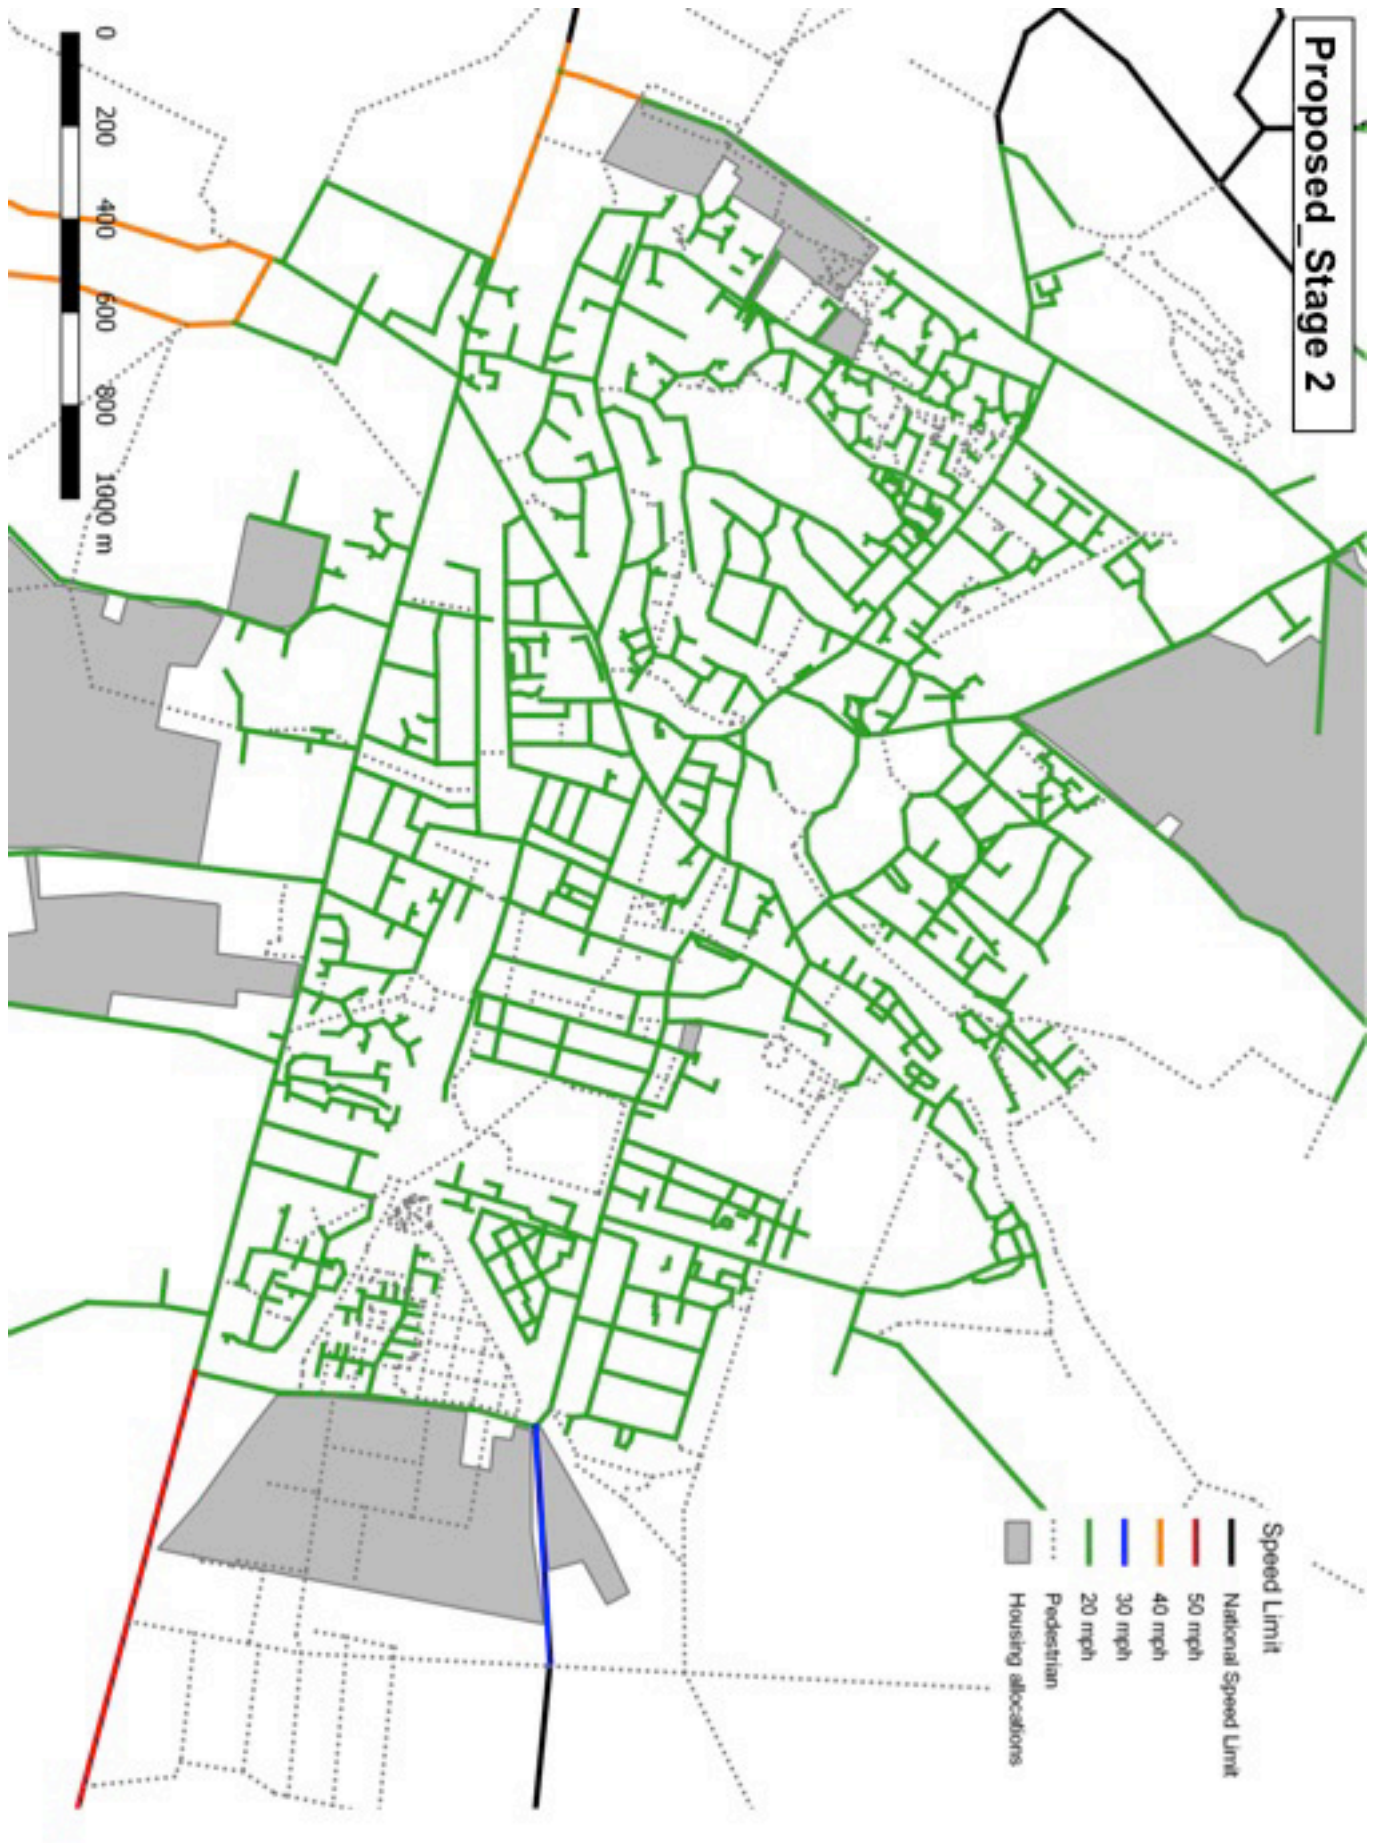 Proposed_Stage 2
Speed Limit
National Speed Limit
50 mph
40 mph
30 mph
20 mph
Pedestrian
Housing allocations
0 200 400 600 800 1000 m